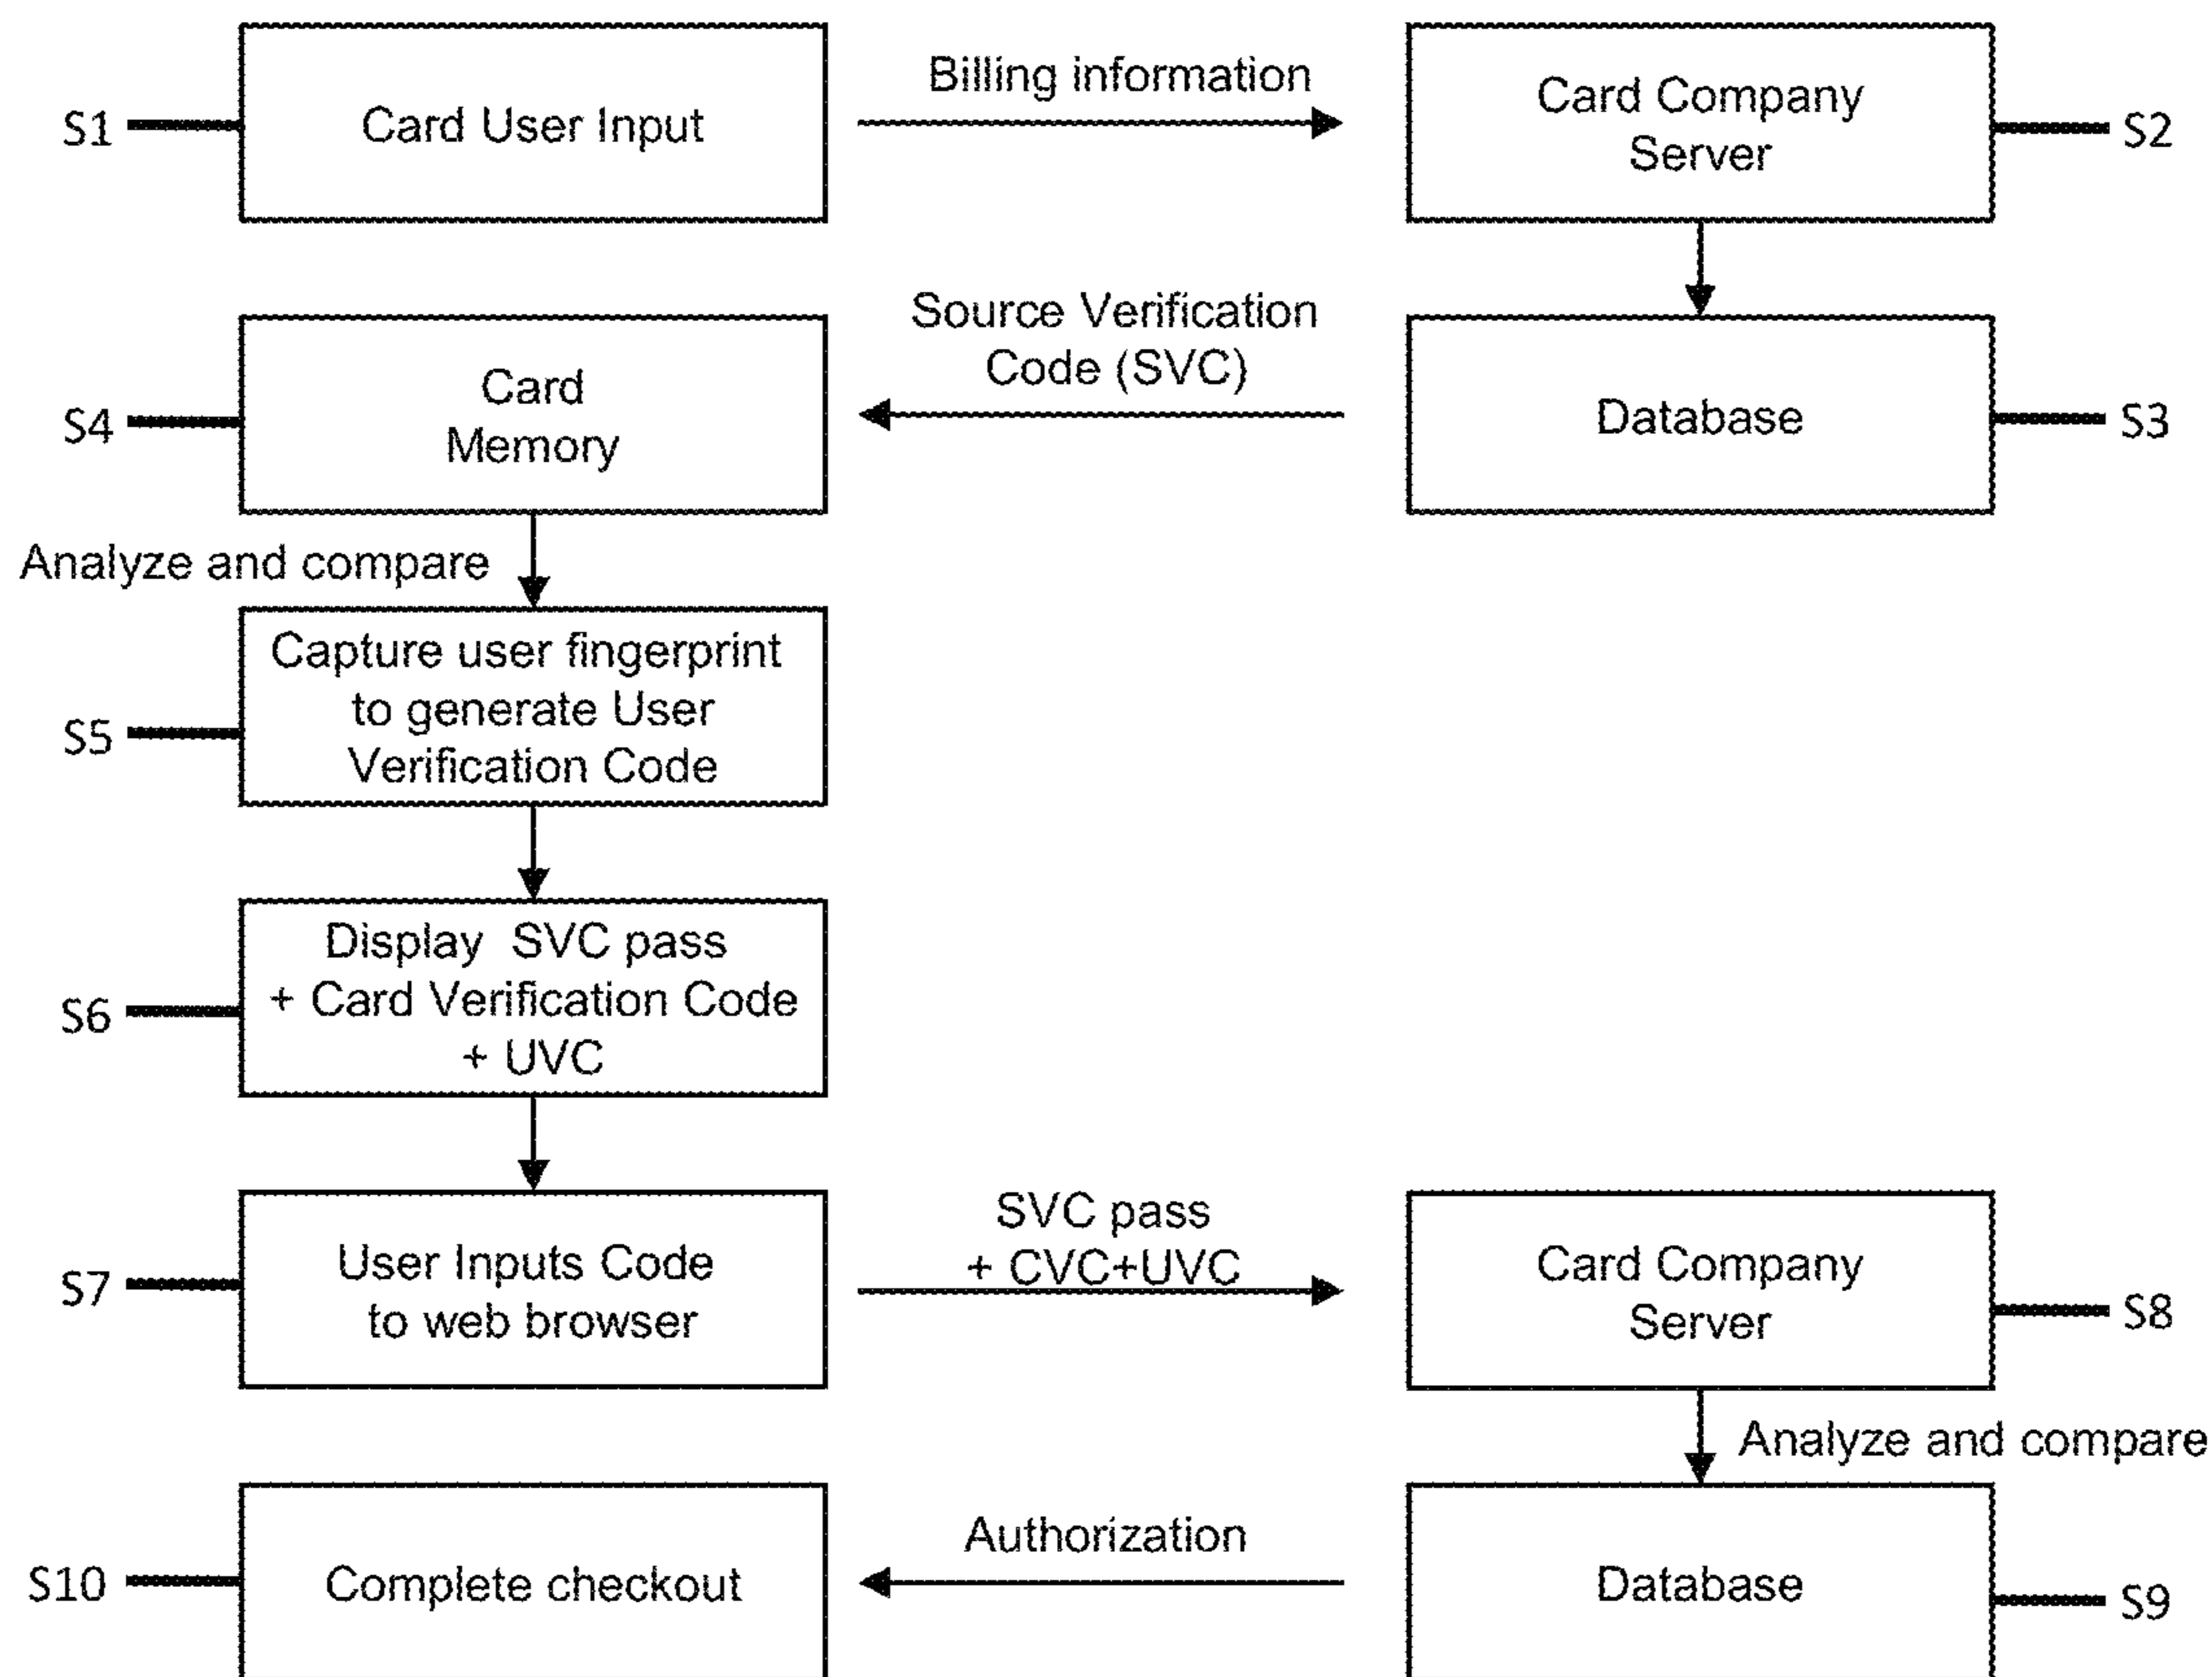 S1
Card User Input
Billing information
Card Company
Server
S2
S4
Card
Memory
Source Verification
Code (SVC)
Database
S3
Analyze and compare
S5
Capture user fingerprint
to generate User
Verification Code
S6
Display SVC pass
+ Card Verification Code
+ UVC
S7
User Inputs Code
to web browser
SVC pass
+ CVC+UVC
Card Company
Server
S8
Analyze and compare
S10
Complete checkout
Authorization
Database
S9